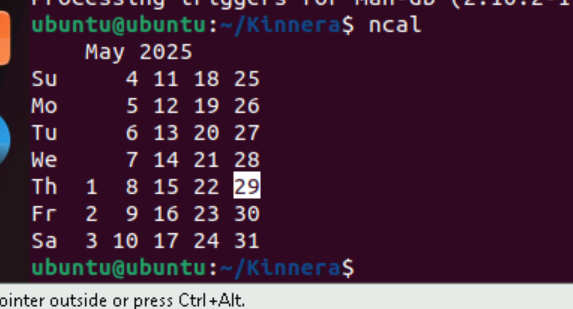 Processing triggers for man-db (2.10.2-1
ubuntu@ubuntu:~/Kinnera$ ncal
    May 2025
Su     4 11 18 25
Mo     5 12 19 26
Tu     6 13 20 27
We     7 14 21 28
Th  1  8 15 22 29
Fr  2  9 16 23 30
Sa  3 10 17 24 31
ubuntu@ubuntu:~/Kinnera$
ointer outside or press Ctrl+Alt.